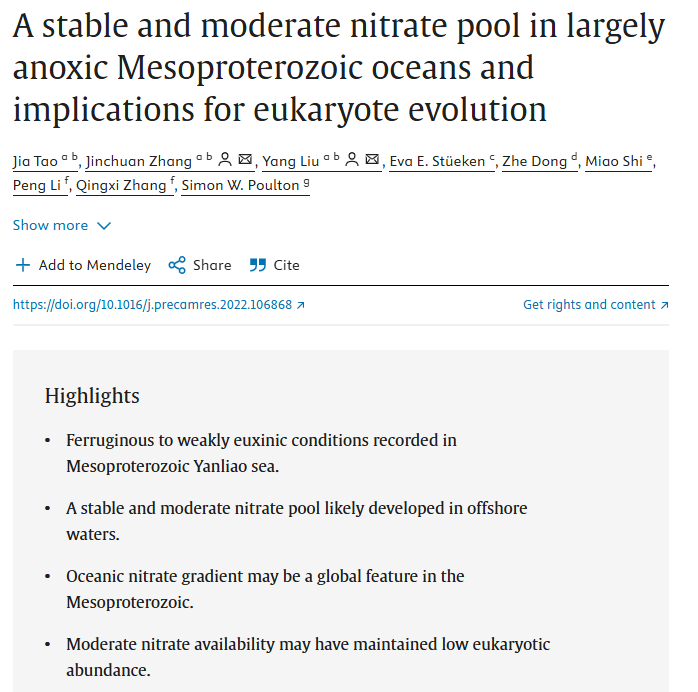 A stable and moderate nitrate pool in largely
anoxic Mesoproterozoic oceans and
implications for eukaryote evolution
Jia Tao a b, Jinchuan Zhang a b, Yang Liu a b, Eva E. Stüeken c, Zhe Dong d, Miao Shi e,
Peng Li f, Qingxi Zhang f, Simon W. Poulton g
Show more
Add to Mendeley Share Cite
https://doi.org/10.1016/j.precamres.2022.106868 Get rights and content
Highlights
• Ferruginous to weakly euxinic conditions recorded in
Mesoproterozoic Yanliao sea.
• A stable and moderate nitrate pool likely developed in offshore
waters.
• Oceanic nitrate gradient may be a global feature in the
Mesoproterozoic.
• Moderate nitrate availability may have maintained low eukaryotic
abundance.